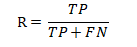 R = TP / TP + FN